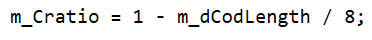 m_Cratio = 1 - m_dCodLength / 8;